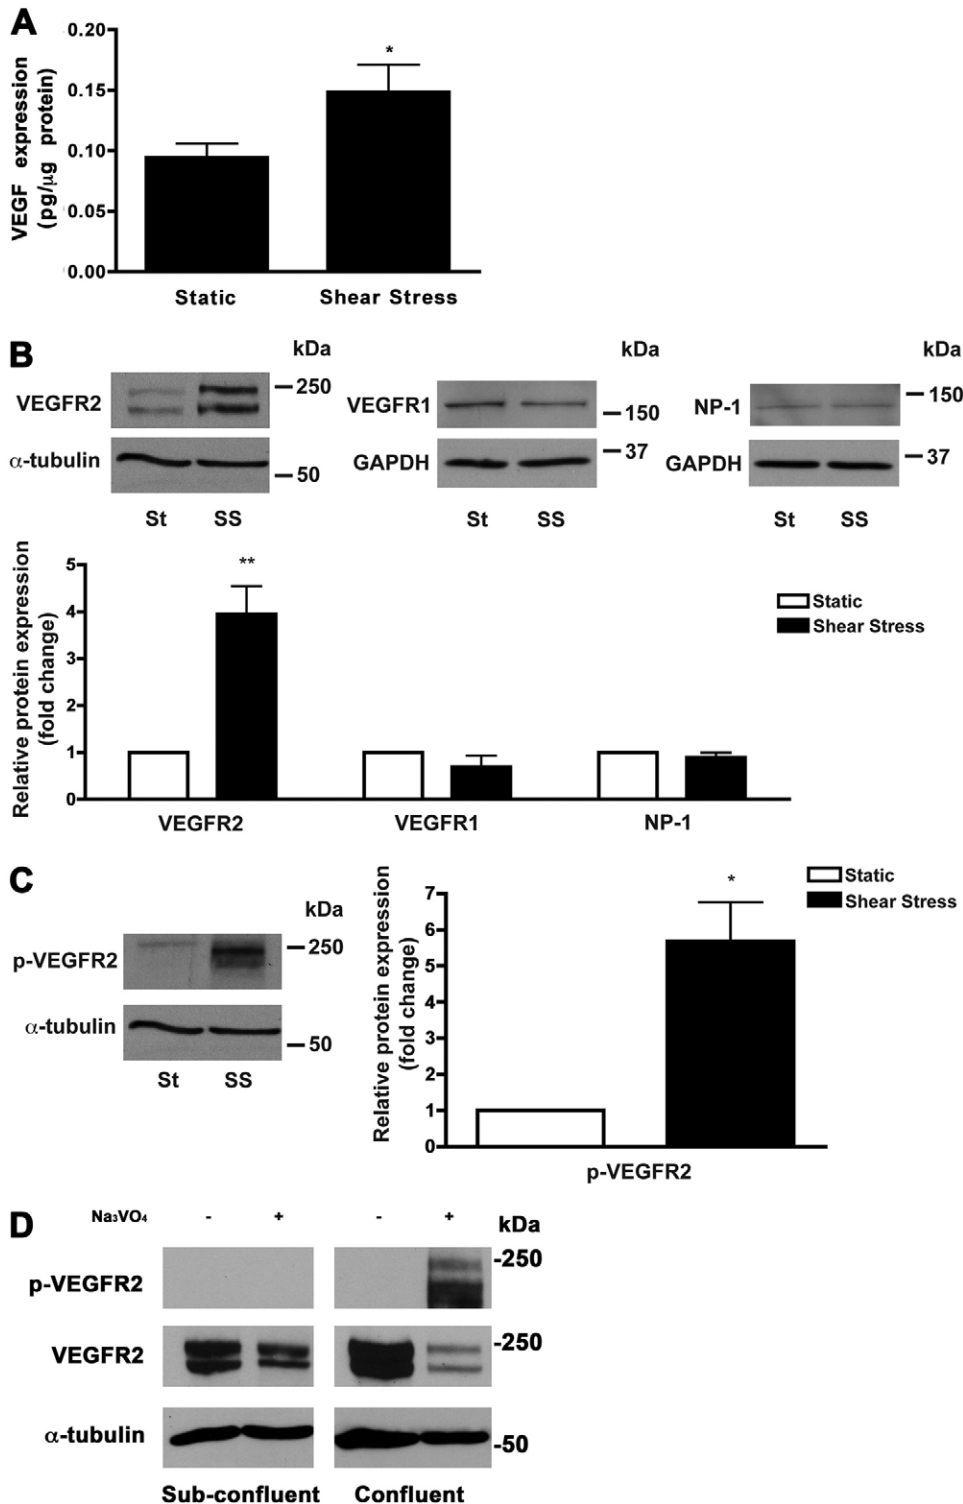 A
VEGF expression
(pg/µg protein)
0.20
0.15
0.10
0.05
0.00
*
Static
Shear Stress
B
kDa
kDa
kDa
VEGFR2
250
α-tubulin
50
VEGFR1
150
GAPDH
37
NP-1
150
GAPDH
37
St
SS
St
SS
St
SS
Relative protein expression
(fold change)
5
4
3
2
1
0
**
Static
Shear Stress
VEGFR2
VEGFR1
NP-1
C
kDa
p-VEGFR2
250
α-tubulin
50
St
SS
Relative protein expression
(fold change)
7
6
5
4
3
2
1
0
*
Static
Shear Stress
p-VEGFR2
D
Na₃VO₄
-
+
-
+
kDa
p-VEGFR2
-250
VEGFR2
-250
α-tubulin
-50
Sub-confluent
Confluent